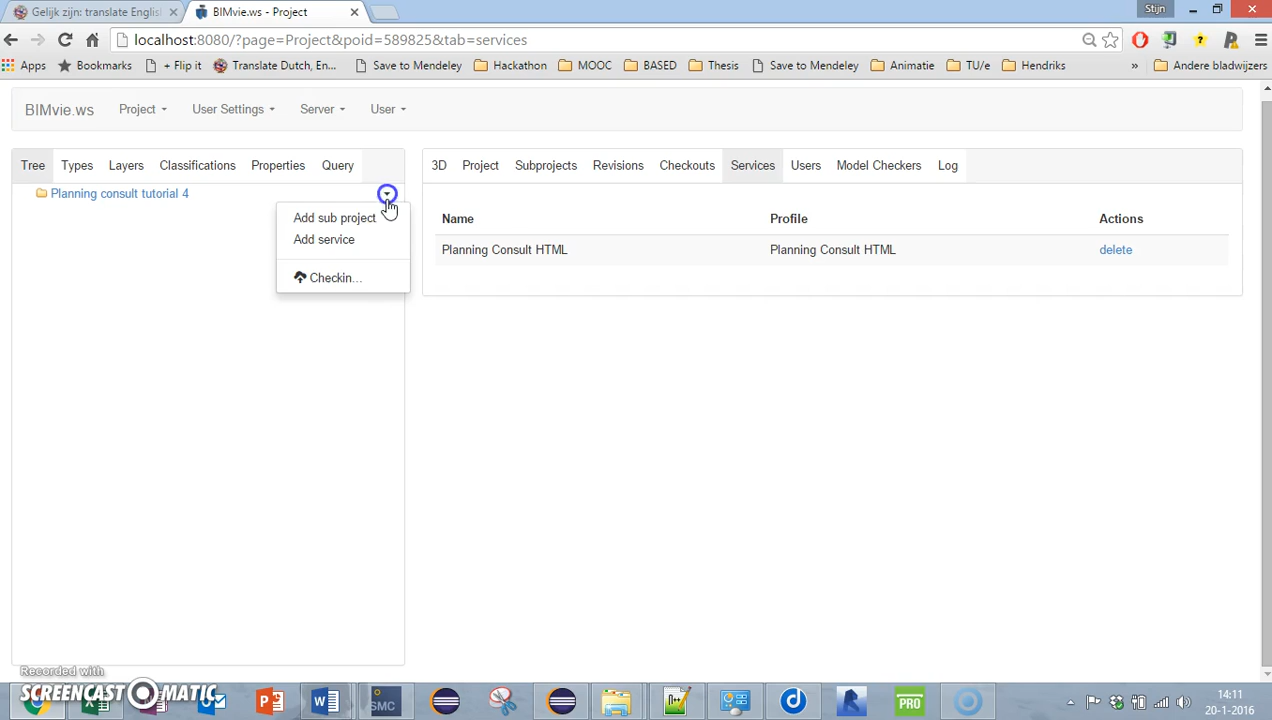 Gelijk zijn: translate Englis
BIMvie.ws - Project
Stijn
localhost:8080/?page=Project&poid=589825&tab=services
Apps
Bookmarks
+ Flip it
Translate Dutch, En...
Save to Mendeley
Hackathon
MOOC
BASED
Thesis
Save to Mendeley
Animatie
TU/e
Hendriks
»
Andere bladwijzers
BIMvie.ws
Project
User Settings
Server
User
Tree
Types
Layers
Classifications
Properties
Query
Planning consult tutorial 4
Add sub project
Add service
Checkin...
3D
Project
Subprojects
Revisions
Checkouts
Services
Users
Model Checkers
Log
Name
Profile
Actions
Planning Consult HTML
Planning Consult HTML
delete
Recorded with
SCREENCAST MATIC
SMC
PRO
14:11
20-1-2016